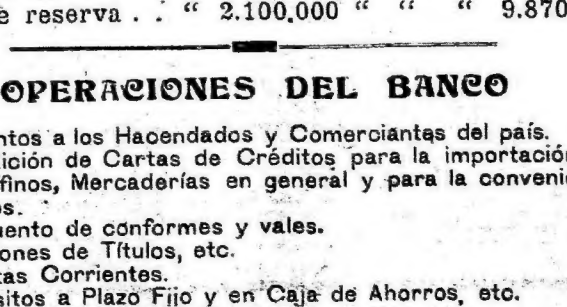 e reserva . . “ 2.100.000 “ “ “ 9.870
OPERACIONES DEL BANCO
ntos a los Hacendados y Comerciantes del país.
ición de Cartas de Créditos para la importación
finos, Mercaderías en general y para la conveni
os.
uento de conformes y vales.
iones de Títulos, etc.
tas Corrientes.
sitos a Plazo Fijo y en Caja de Ahorros, etc.